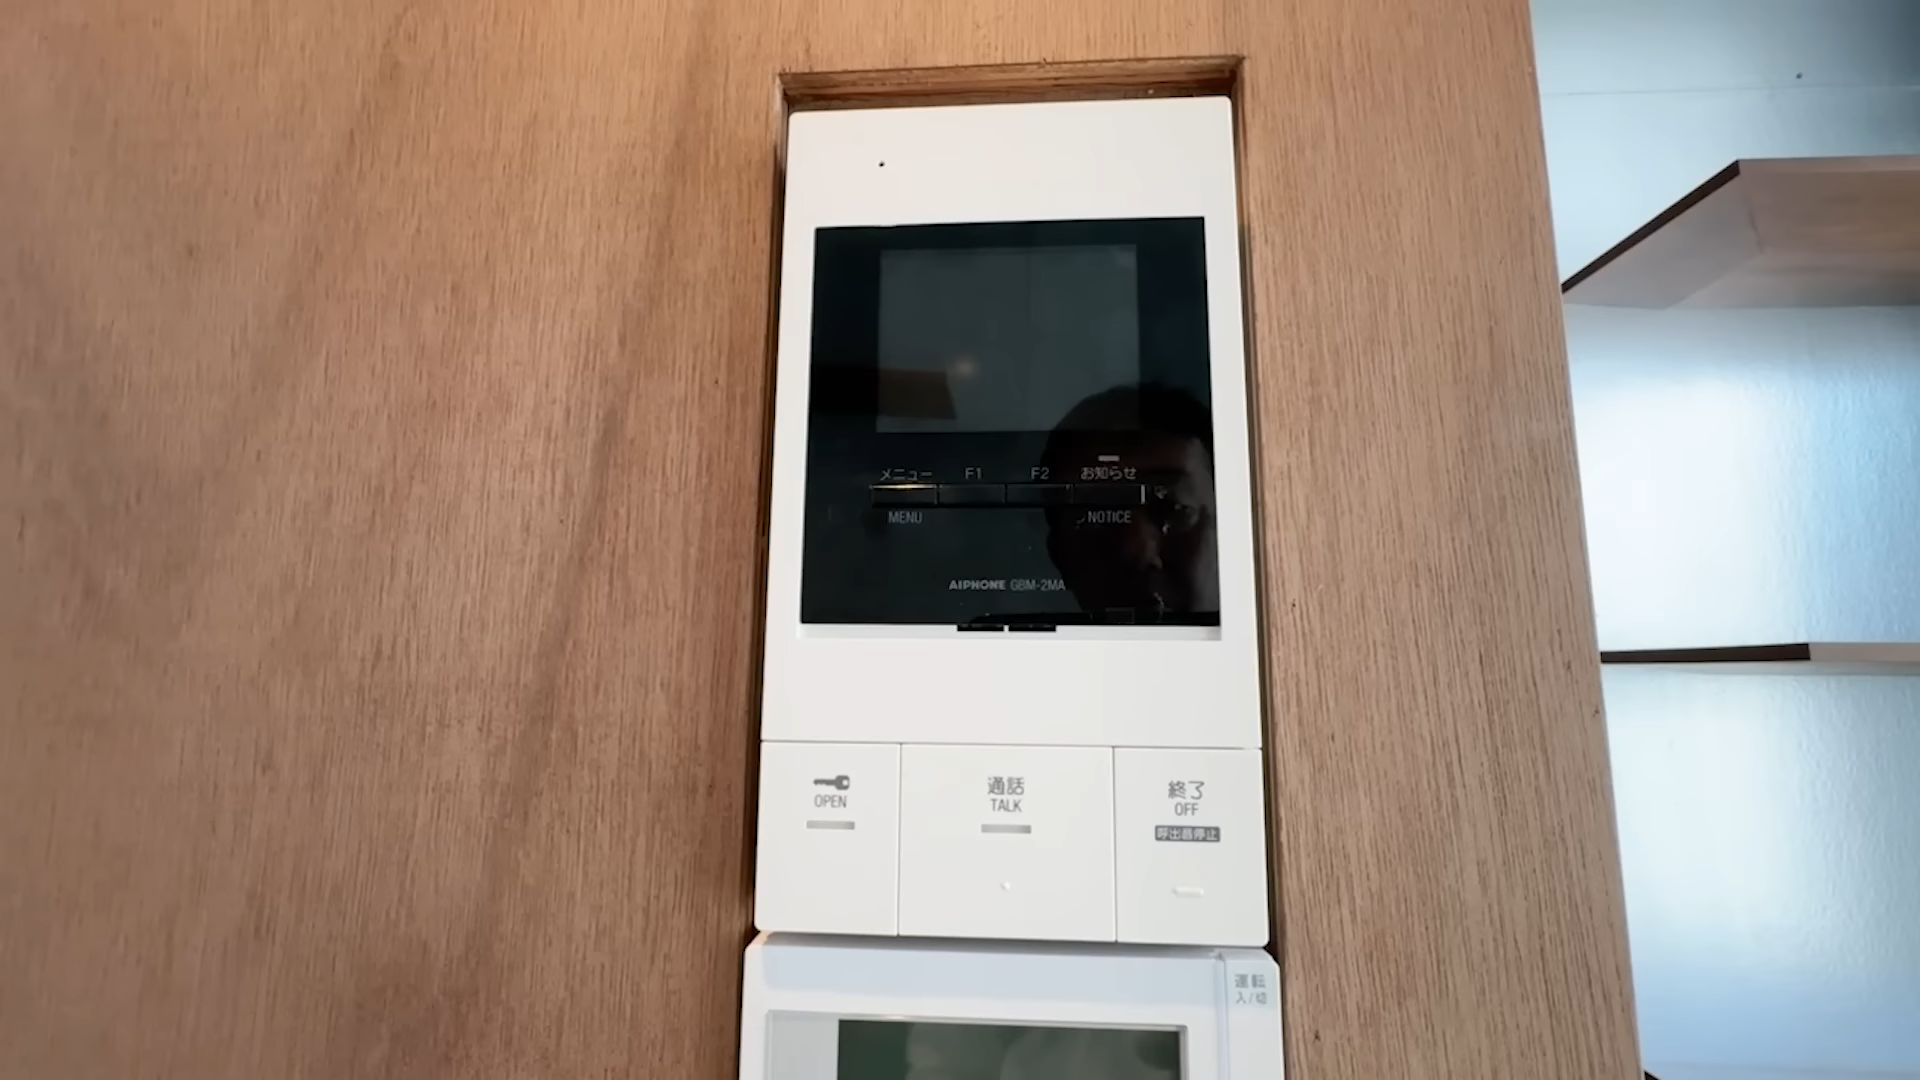 メニュー F1 F2 お知らせ
MENU NOTICE
AIPHONE GBM-2MA
OPEN
通話
TALK
終了
OFF
呼出音停止
運転
入/切